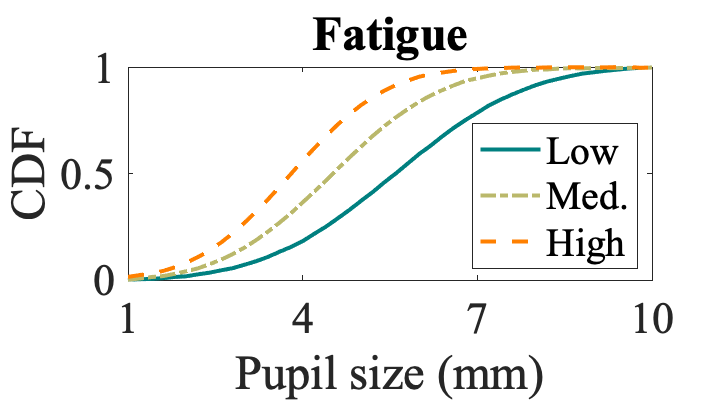 Fatigue
CDF
1
0.5
0
Low
Med.
High
1 4 7 10
Pupil size (mm)